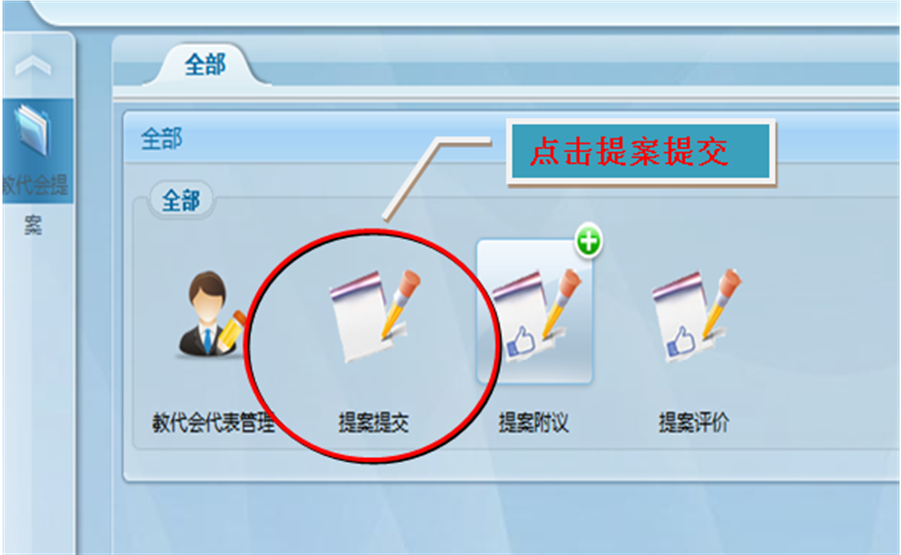 全部
全部
点击提案提交
教代会提
案
全部
教代会代表管理
提案提交
提案附议
提案评价